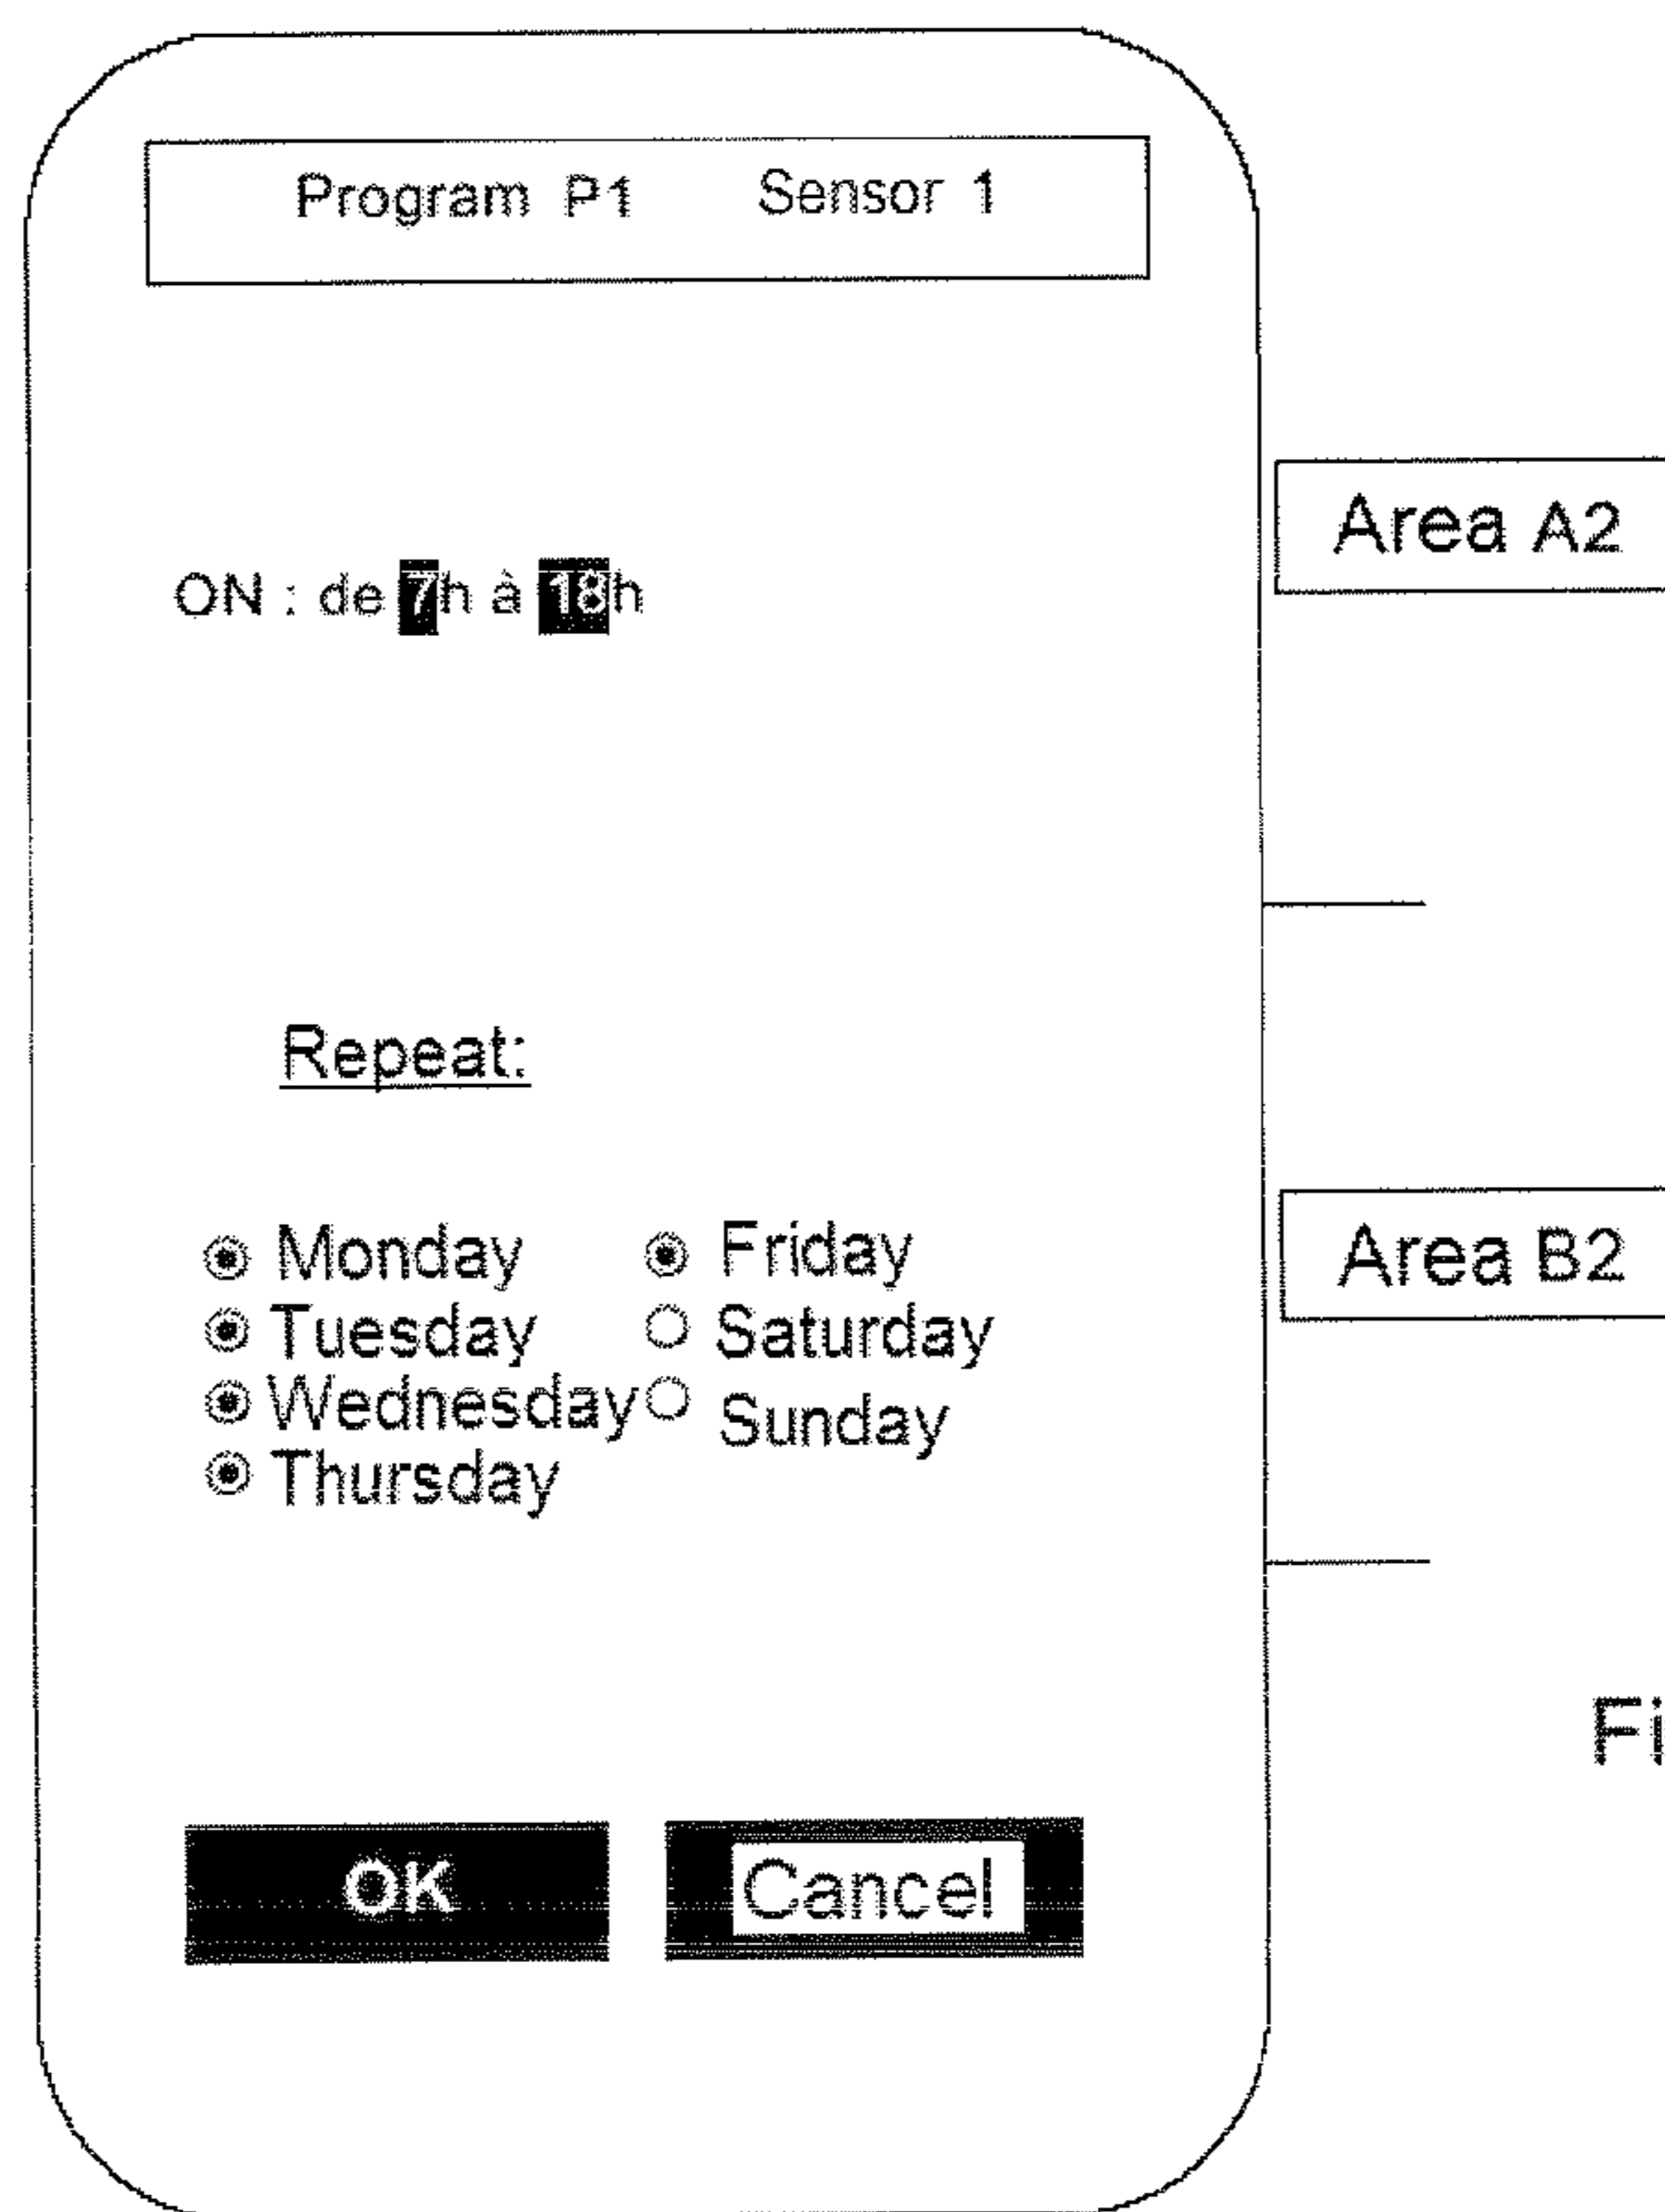 Program P1 Sensor 1
Area A2
ON : de 7h à 18h
Repeat:
Area B2
Monday
Tuesday
Wednesday
Thursday
Friday
Saturday
Sunday
Fi
OK
Cancel